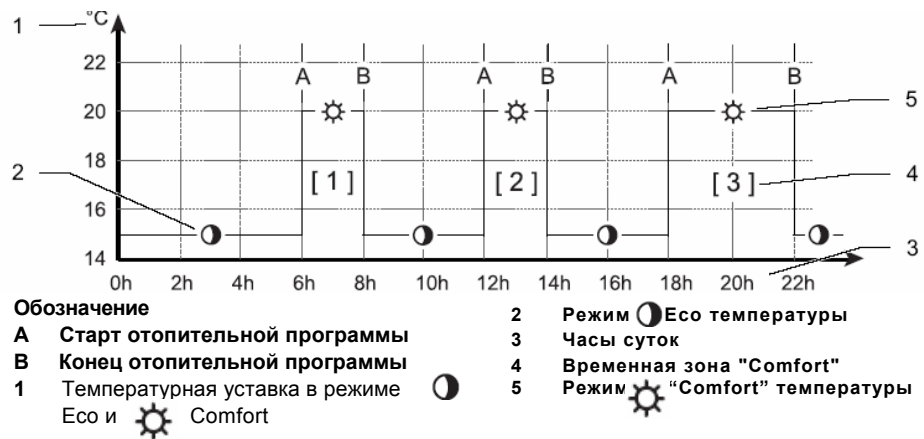 1 °C
22 A B A B A B
20 5
18
2 [ 1 ] [ 2 ] [ 3 ] 4
16
14 3
0h 2h 4h 6h 8h 10h 12h 14h 16h 18h 20h 22h
Обозначение
A Старт отопительной программы
B Конец отопительной программы
1 Температурная уставка в режиме
Eco и Comfort
2 Режим Eco температуры
3 Часы суток
4 Временная зона "Comfort"
5 Режим “Comfort” температуры